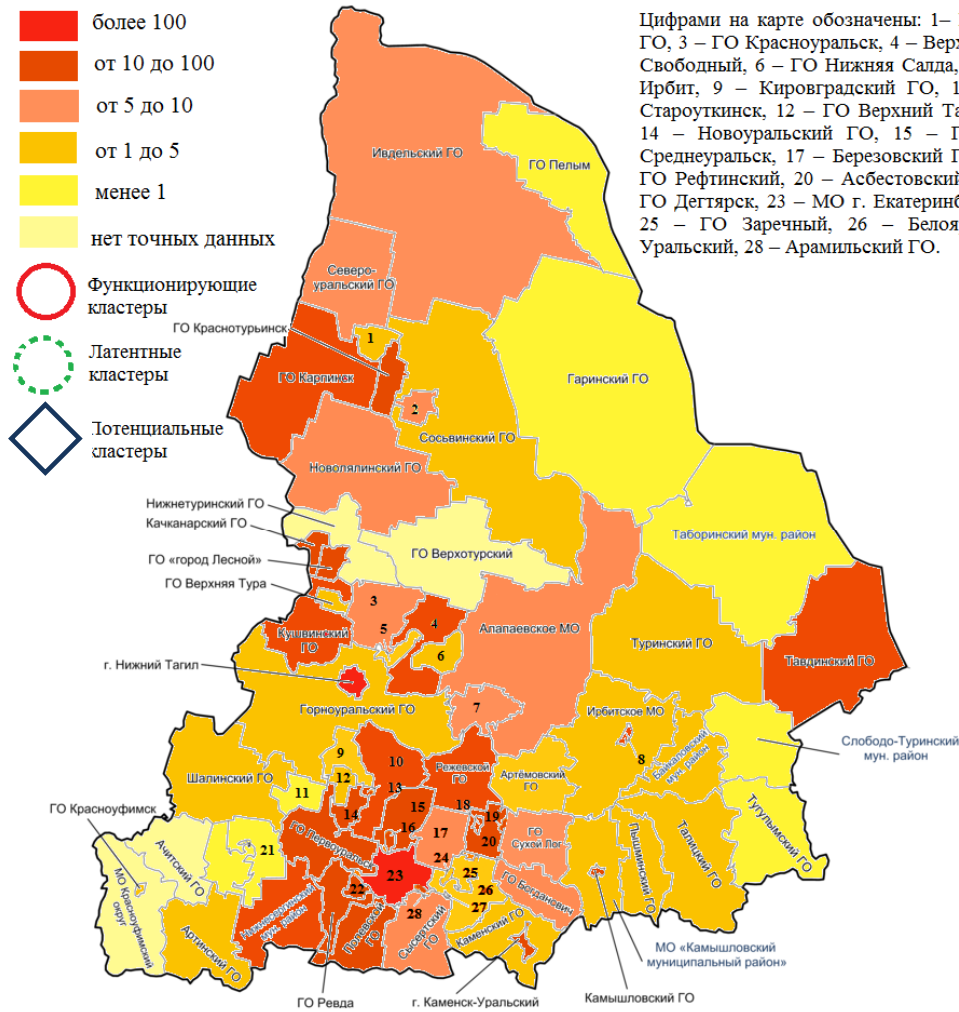 более 100
от 10 до 100
от 5 до 10
от 1 до 5
менее 1
нет точных данных
Функционирующие
кластеры
Латентные
кластеры
Потенциальные
кластеры
Цифрами на карте обозначены: 1–
ГО, 3 – ГО Красноуральск, 4 – Верх
Свободный, 6 – ГО Нижняя Салда,
Ирбит, 9 – Кировградский ГО, 1
Староуткинск, 12 – ГО Верхний Та
14 – Новоуральский ГО, 15 – Г
Среднеуральск, 17 – Березовский Г
ГО Рефтинский, 20 – Асбестовский
ГО Дегтярск, 23 – МО г. Екатеринб
25 – ГО Заречный, 26 – Белоя
Уральский, 28 – Арамильский ГО.
Ивдельский ГО
ГО Пелым
Северо-
уральский ГО
ГО Краснотурьинск
1
ГО Карпинск
Гаринский ГО
2
Сосьвинский ГО
Новолялинский ГО
Нижнетуринский ГО
Качканарский ГО
Таборинский мун. район
ГО «город Лесной»
ГО Верхотурский
ГО Верхняя Тура
3
4
5
Кушвинский
ГО
Алапаевское МО
6
Туринский ГО
Тавдинский ГО
г. Нижний Тагил
7
Горноуральский ГО
Ирбитское МО
8
Байкаловский
мун. район
Слободо-Туринский
мун. район
9
10
Режевской
ГО
Артёмовский
ГО
Шалинский ГО
11
12
13
14
15
16
17
18
19
20
ГО
Сухой Лог
Пышминский ГО
Талицкий ГО
Тугулымский ГО
ГО Красноуфимск
Ачитский ГО
21
ГО Первоуральск
22
23
24
25
26
27
28
ГО Богданович
МО Красноуфимский
округ
Артинский ГО
Нижнесергинский
мун. район
Полевской
ГО
Сысертский
ГО
Каменский ГО
МО «Камышловский
муниципальный район»
ГО Ревда
г. Каменск-Уральский
Камышловский ГО